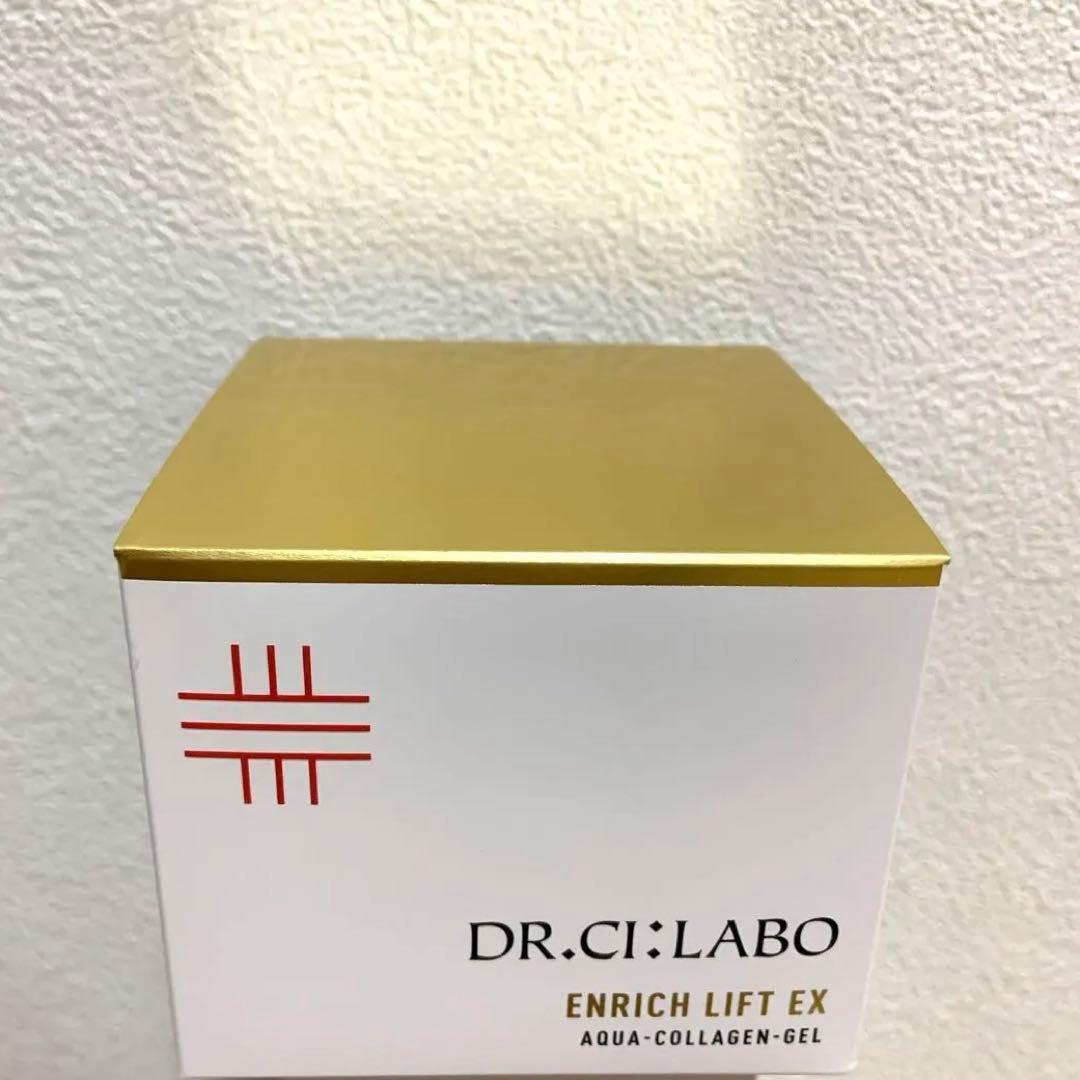 DR.CI:LABO
ENRICH LIFT EX
AQUA-COLLAGEN-GEL